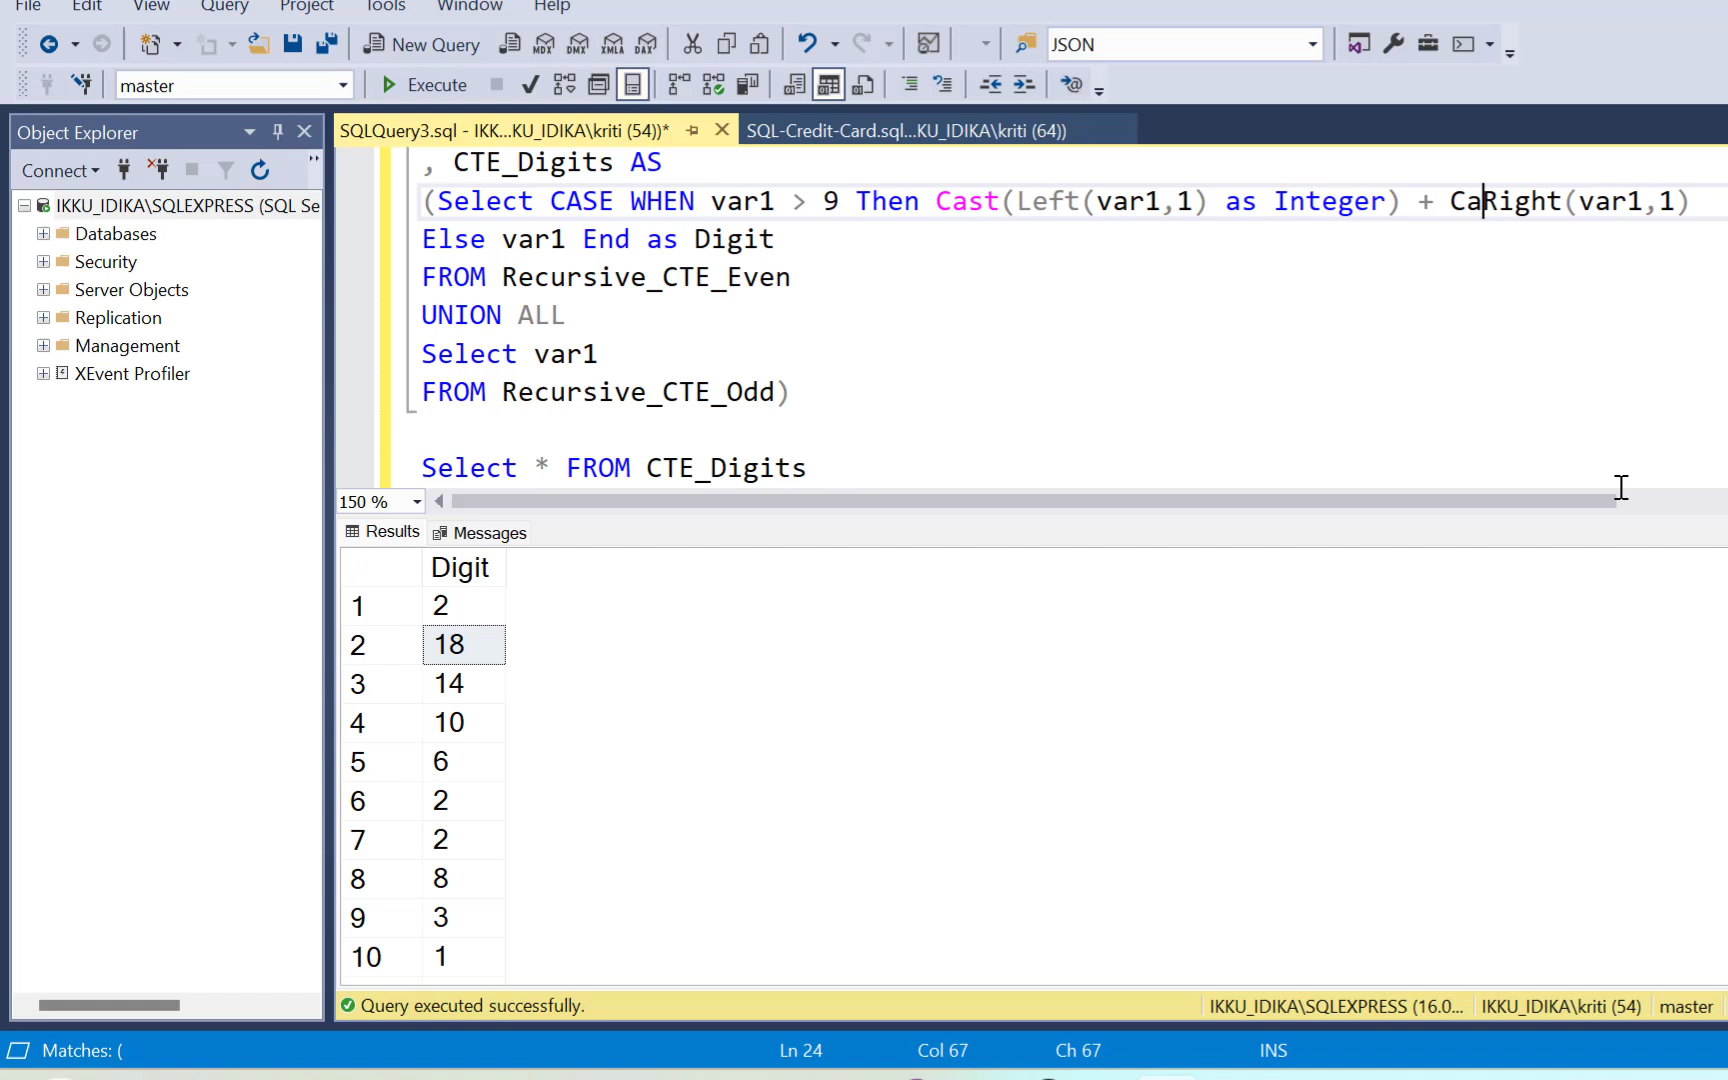 File Edit View Query Project Tools Window Help
New Query MDX DMX XMLA DAX JSON
master Execute
Object Explorer
SQLQuery3.sql - IKK...KU_IDIKA\kriti (54))*
SQL-Credit-Card.sql...KU_IDIKA\kriti (64))
Connect
IKKU_IDIKA\SQLEXPRESS (SQL Se
Databases
Security
Server Objects
Replication
Management
XEvent Profiler
, CTE_Digits AS
(Select CASE WHEN var1 > 9 Then Cast(Left(var1,1) as Integer) + CaRight(var1,1)
Else var1 End as Digit
FROM Recursive_CTE_Even
UNION ALL
Select var1
FROM Recursive_CTE_Odd)
Select * FROM CTE_Digits
150 %
Results Messages
Digit
1 2
2 18
3 14
4 10
5 6
6 2
7 2
8 8
9 3
10 1
Query executed successfully.
IKKU_IDIKA\SQLEXPRESS (16.0... IKKU_IDIKA\kriti (54) master
Matches: ( Ln 24 Col 67 Ch 67 INS